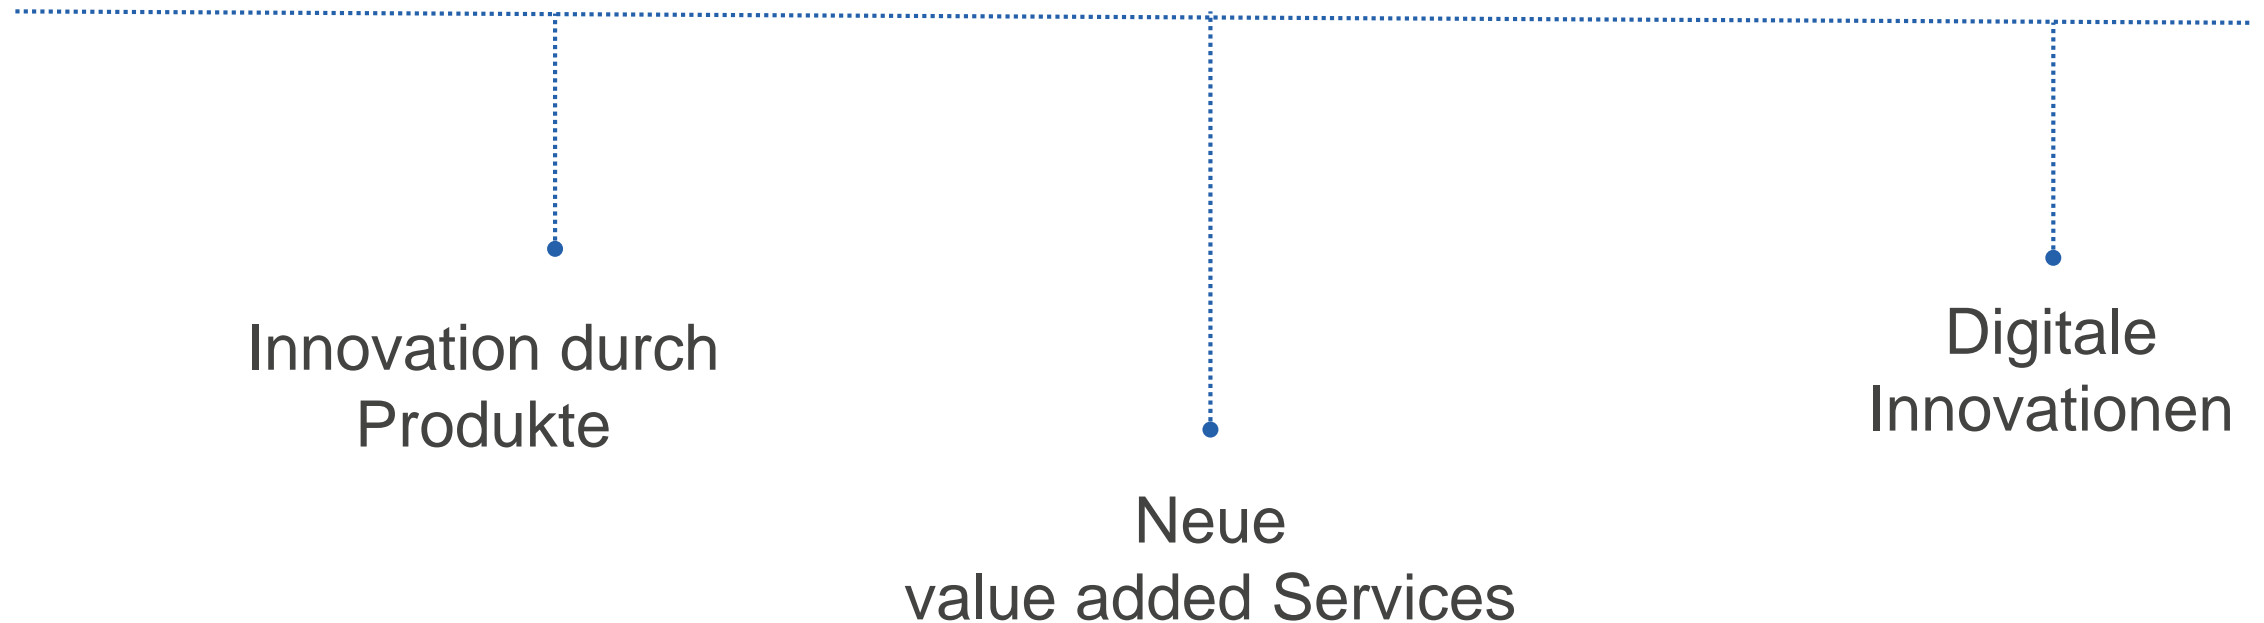 Innovation durch
Produkte
Neue
value added Services
Digitale
Innovationen